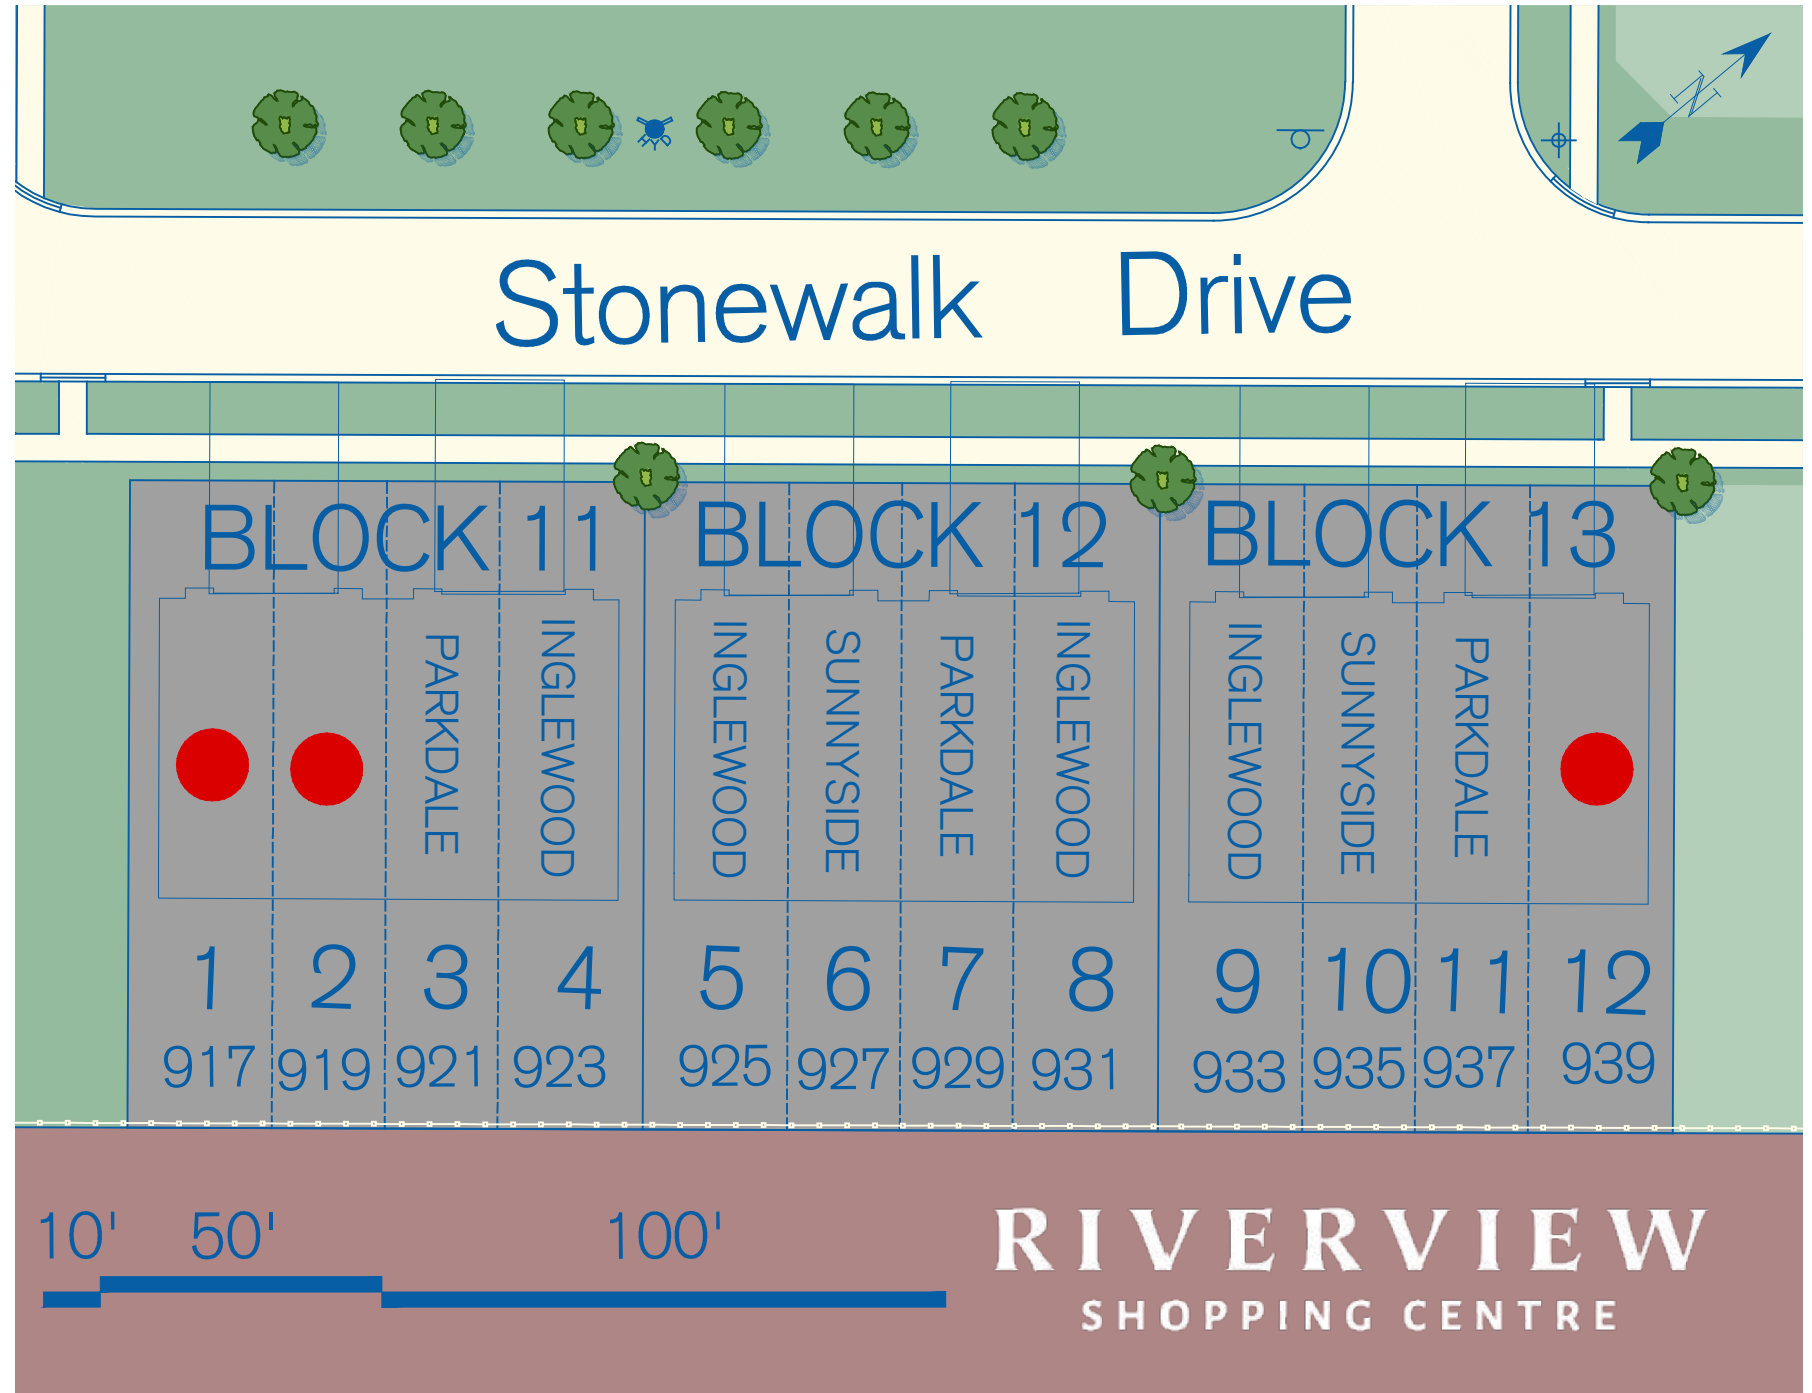 N
Stonewalk Drive
BLOCK 11 BLOCK 12 BLOCK 13
PARKDALE
INGLEWOOD
INGLEWOOD
SUNNYSIDE
PARKDALE
INGLEWOOD
INGLEWOOD
SUNNYSIDE
PARKDALE
1 2 3 4 5 6 7 8 9 10 11 12
917 919 921 923 925 927 929 931 933 935 937 939
10' 50' 100'
RIVERVIEW
SHOPPING CENTRE